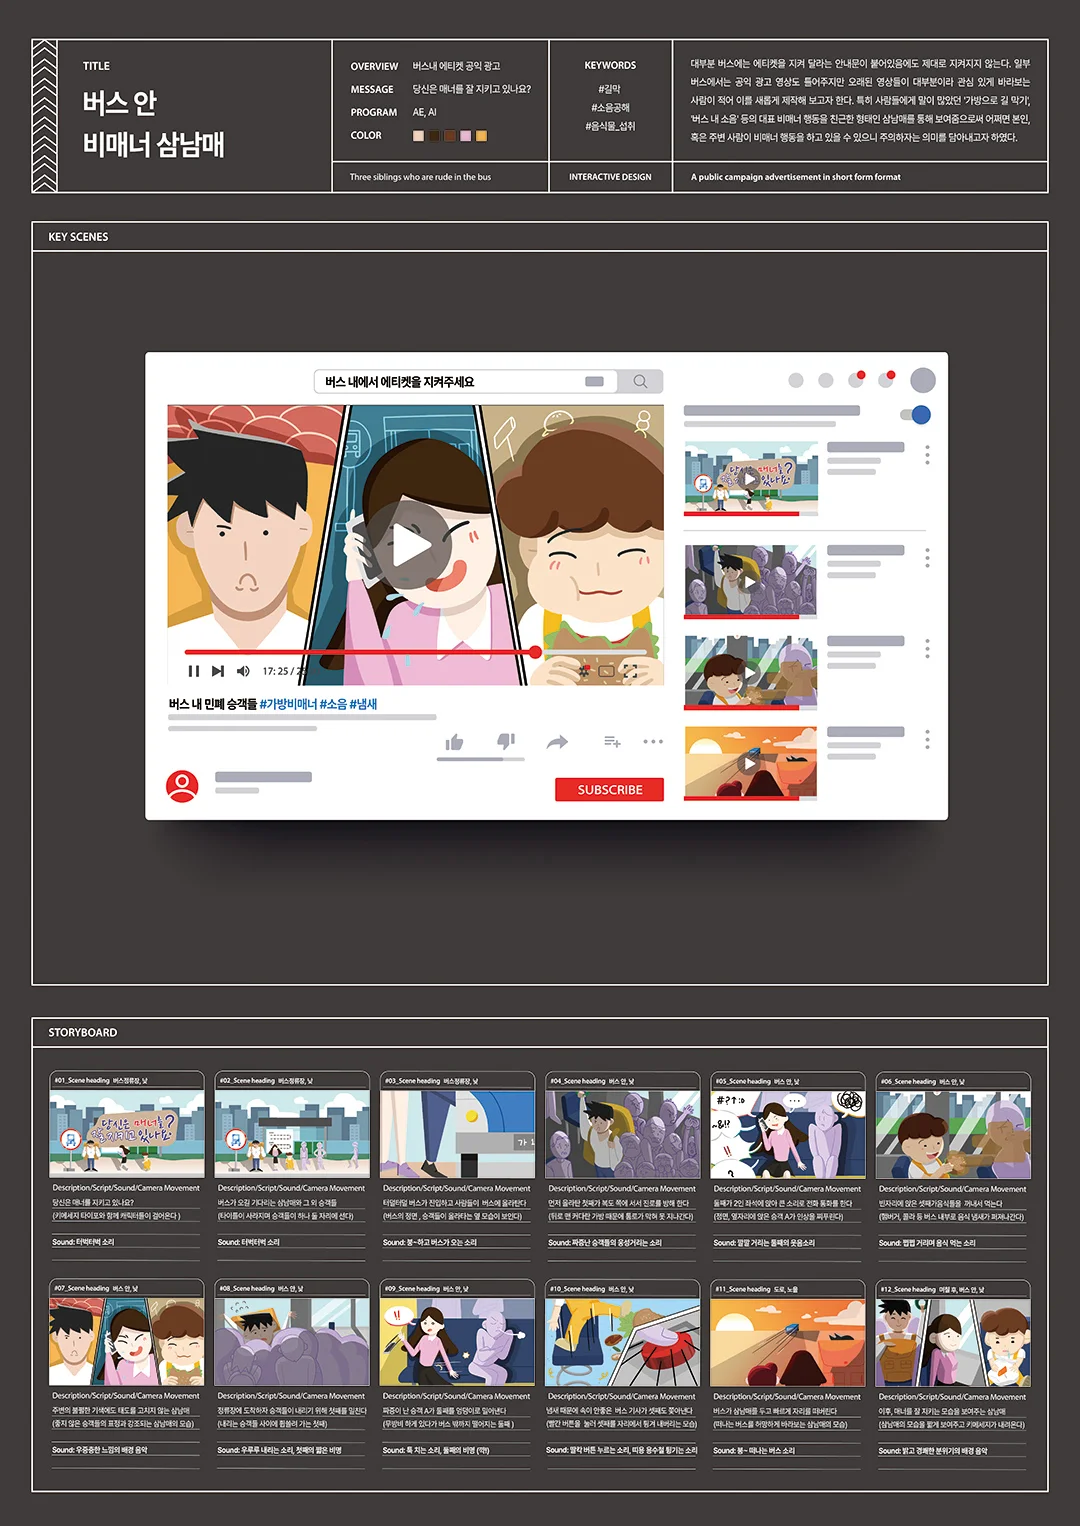 TITLE
버스 안
비매너 삼남매
OVERVIEW 버스내 에티켓 공익 광고
MESSAGE 당신은 매너를 잘 지키고 있나요?
PROGRAM AE, AI
COLOR
Three siblings who are rude in the bus
KEYWORDS
#길막
#소음공해
#음식물_섭취
INTERACTIVE DESIGN
대부분 버스에는 에티켓을 지켜 달라는 안내문이 붙어있음에도 제대로 지켜지지 않는다. 일부
버스에서는 공익 광고 영상도 틀어주지만 오래된 영상들이 대부분이라 관심 있게 바라보는
사람이 적어 이를 새롭게 제작해 보고자 한다. 특히 사람들에게 말이 많았던 '가방으로 길 막기',
'버스 내 소음' 등의 대표 비매너 행동을 친근한 형태인 삼남매를 통해 보여줌으로써 어쩌면 본인,
혹은 주변 사람이 비매너 행동을 하고 있을 수 있으니 주의하자는 의미를 담아내고자 하였다.
A public campaign advertisement in short form format
KEY SCENES
버스 내에서 에티켓을 지켜주세요
당신은 매너를?
잘 지키고 있나요
17:25 / 25
버스 내 민폐 승객들 #가방비매너 #소음 #냄새
SUBSCRIBE
STORYBOARD
#01_Scene heading 버스정류장, 낮
당신은 매너를?
잘 지키고 있나요
Description/Script/Sound/Camera Movement
당신은 매너를 지키고 있나요?
(키메세지 타이포와 함께 캐릭터들이 걸어온다)
Sound: 터벅터벅 소리
#02_Scene heading 버스정류장, 낮
Description/Script/Sound/Camera Movement
버스가 오길 기다리는 삼남매와 그 외 승객들
(타이틀이 사라지며 승객들이 하나 둘 자리에 선다)
Sound: 터벅터벅 소리
#03_Scene heading 버스정류장, 낮
가 1
Description/Script/Sound/Camera Movement
터덜터덜 버스가 진입하고 사람들이 버스에 올라탄다
(버스의 정면, 승객들이 올라타는 옆 모습이 보인다)
Sound: 붕~하고 버스가 오는 소리
#04_Scene heading 버스 안, 낮
Description/Script/Sound/Camera Movement
먼저 올라탄 첫째가 복도 쪽에 서서 진로를 방해 한다
(뒤로 맨 커다란 가방 때문에 통로가 막혀 못 지나간다)
Sound: 짜증난 승객들의 웅성거리는 소리
#05_Scene heading 버스 안, 낮
#?↑:o
...
~&!?
!!
?
Description/Script/Sound/Camera Movement
둘째가 2인 좌석에 앉아 큰 소리로 전화 통화를 한다
(정면, 옆자리에 앉은 승객 A가 인상을 찌푸린다)
Sound: 깔깔 거리는 둘째의 웃음소리
#06_Scene heading 버스 안, 낮
Description/Script/Sound/Camera Movement
빈자리에 앉은 셋째가음식들을 꺼내서 먹는다
(햄버거, 콜라 등 버스 내부로 음식 냄새가 퍼져나간다)
Sound: 쩝쩝 거리며 음식 먹는 소리
#07_Scene heading 버스 안, 낮
Description/Script/Sound/Camera Movement
주변의 불쾌한 기색에도 태도를 고치지 않는 삼남매
(좋지 않은 승객들의 표정과 강조되는 삼남매의 모습)
Sound: 우중충한 느낌의 배경 음악
#08_Scene heading 버스 안, 낮
Description/Script/Sound/Camera Movement
정류장에 도착하자 승객들이 내리기 위해 첫째를 밀친다
(내리는 승객들 사이에 휩쓸려 가는 첫째)
Sound: 우루루 내리는 소리, 첫째의 짧은 비명
#09_Scene heading 버스 안, 낮
!!
Description/Script/Sound/Camera Movement
짜증이 난 승객 A가 둘째를 엉덩이로 밀어낸다
(무방비 하게 있다가 버스 밖까지 떨어지는 둘째)
Sound: 툭 치는 소리, 둘째의 비명 (꺅!)
#10_Scene heading 버스 안, 낮
Description/Script/Sound/Camera Movement
냄새 때문에 속이 안좋은 버스 기사가 셋째도 쫓아낸다
(빨간 버튼을 눌러 셋째를 자리에서 튕겨 내버리는 모습)
Sound: 딸칵 버튼 누르는 소리, 띠용 용수철 튕기는 소리
#11_Scene heading 도로, 노을
Description/Script/Sound/Camera Movement
버스가 삼남매를 두고 빠르게 자리를 떠버린다
(떠나는 버스를 허망하게 바라보는 삼남매의 모습)
Sound: 붕~ 떠나는 버스 소리
#12_Scene heading 며칠 후, 버스 안, 낮
Description/Script/Sound/Camera Movement
이후, 매너를 잘 지키는 모습을 보여주는 삼남매
(삼남매의 모습을 짧게 보여주고 키메세지가 내려온다)
Sound: 밝고 경쾌한 분위기의 배경 음악